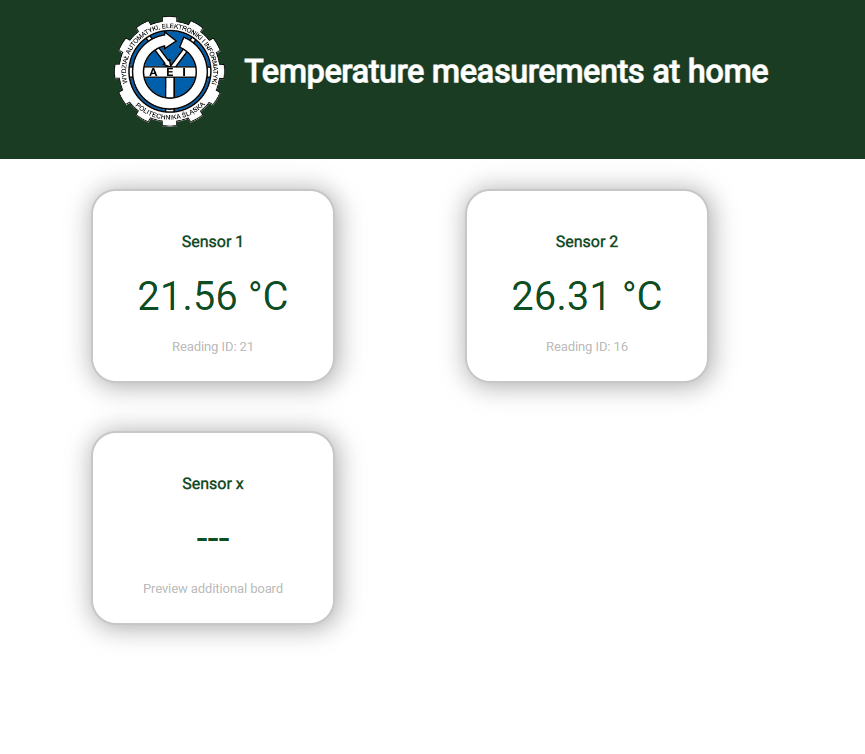 WYDZIAŁ AUTOMATYKI, ELEKTRONIKI I INFORMATYKI
AEI
POLITECHNIKA ŚLĄSKA
Temperature measurements at home
Sensor 1
21.56 °C
Reading ID: 21
Sensor 2
26.31 °C
Reading ID: 16
Sensor x
---
Preview additional board